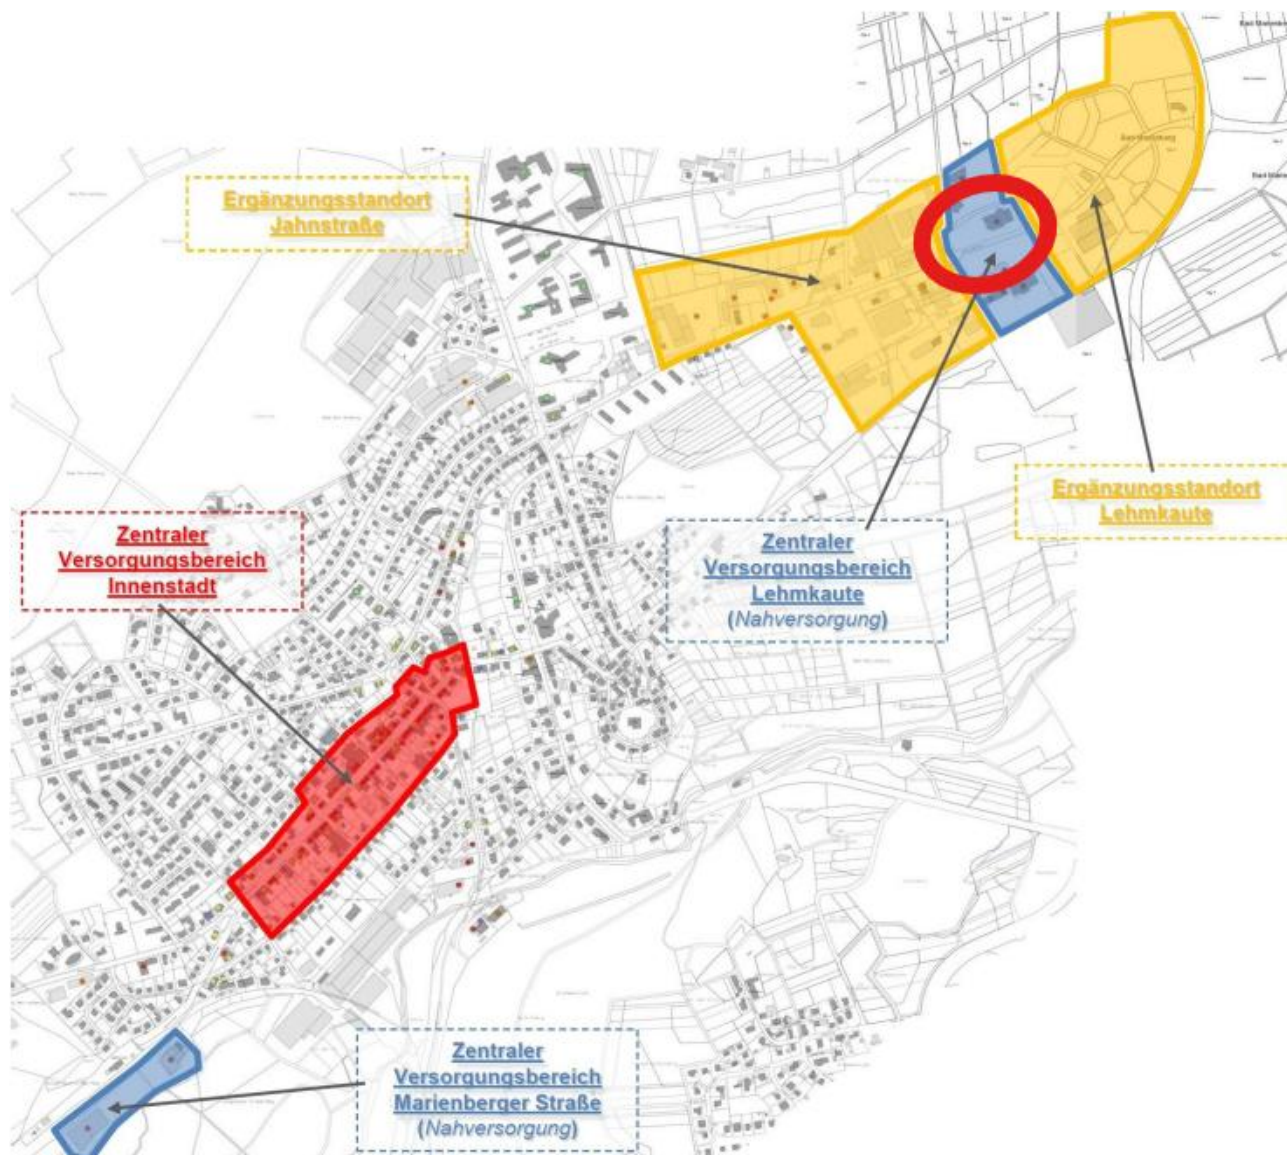 Ergänzungsstandort
Jahnstraße
Ergänzungsstandort
Lehmkaute
Zentraler
Versorgungsbereich
Innenstadt
Zentraler
Versorgungsbereich
Lehmkaute
(Nahversorgung)
Zentraler
Versorgungsbereich
Marienberger Straße
(Nahversorgung)